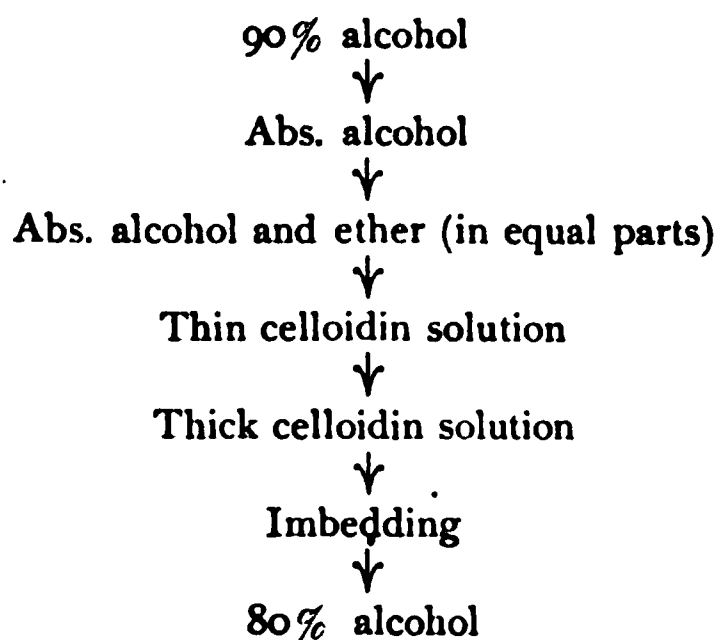 90% alcohol
↓
Abs. alcohol
↓
Abs. alcohol and ether (in equal parts)
↓
Thin celloidin solution
↓
Thick celloidin solution
↓
Imbedding
↓
80% alcohol